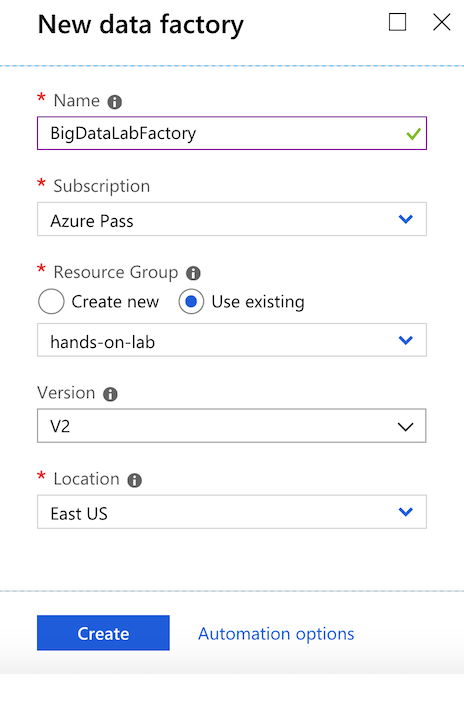 New data factory
* Name
BigDataLabFactory
* Subscription
Azure Pass
* Resource Group
Create new Use existing
hands-on-lab
Version
V2
* Location
East US
Create Automation options